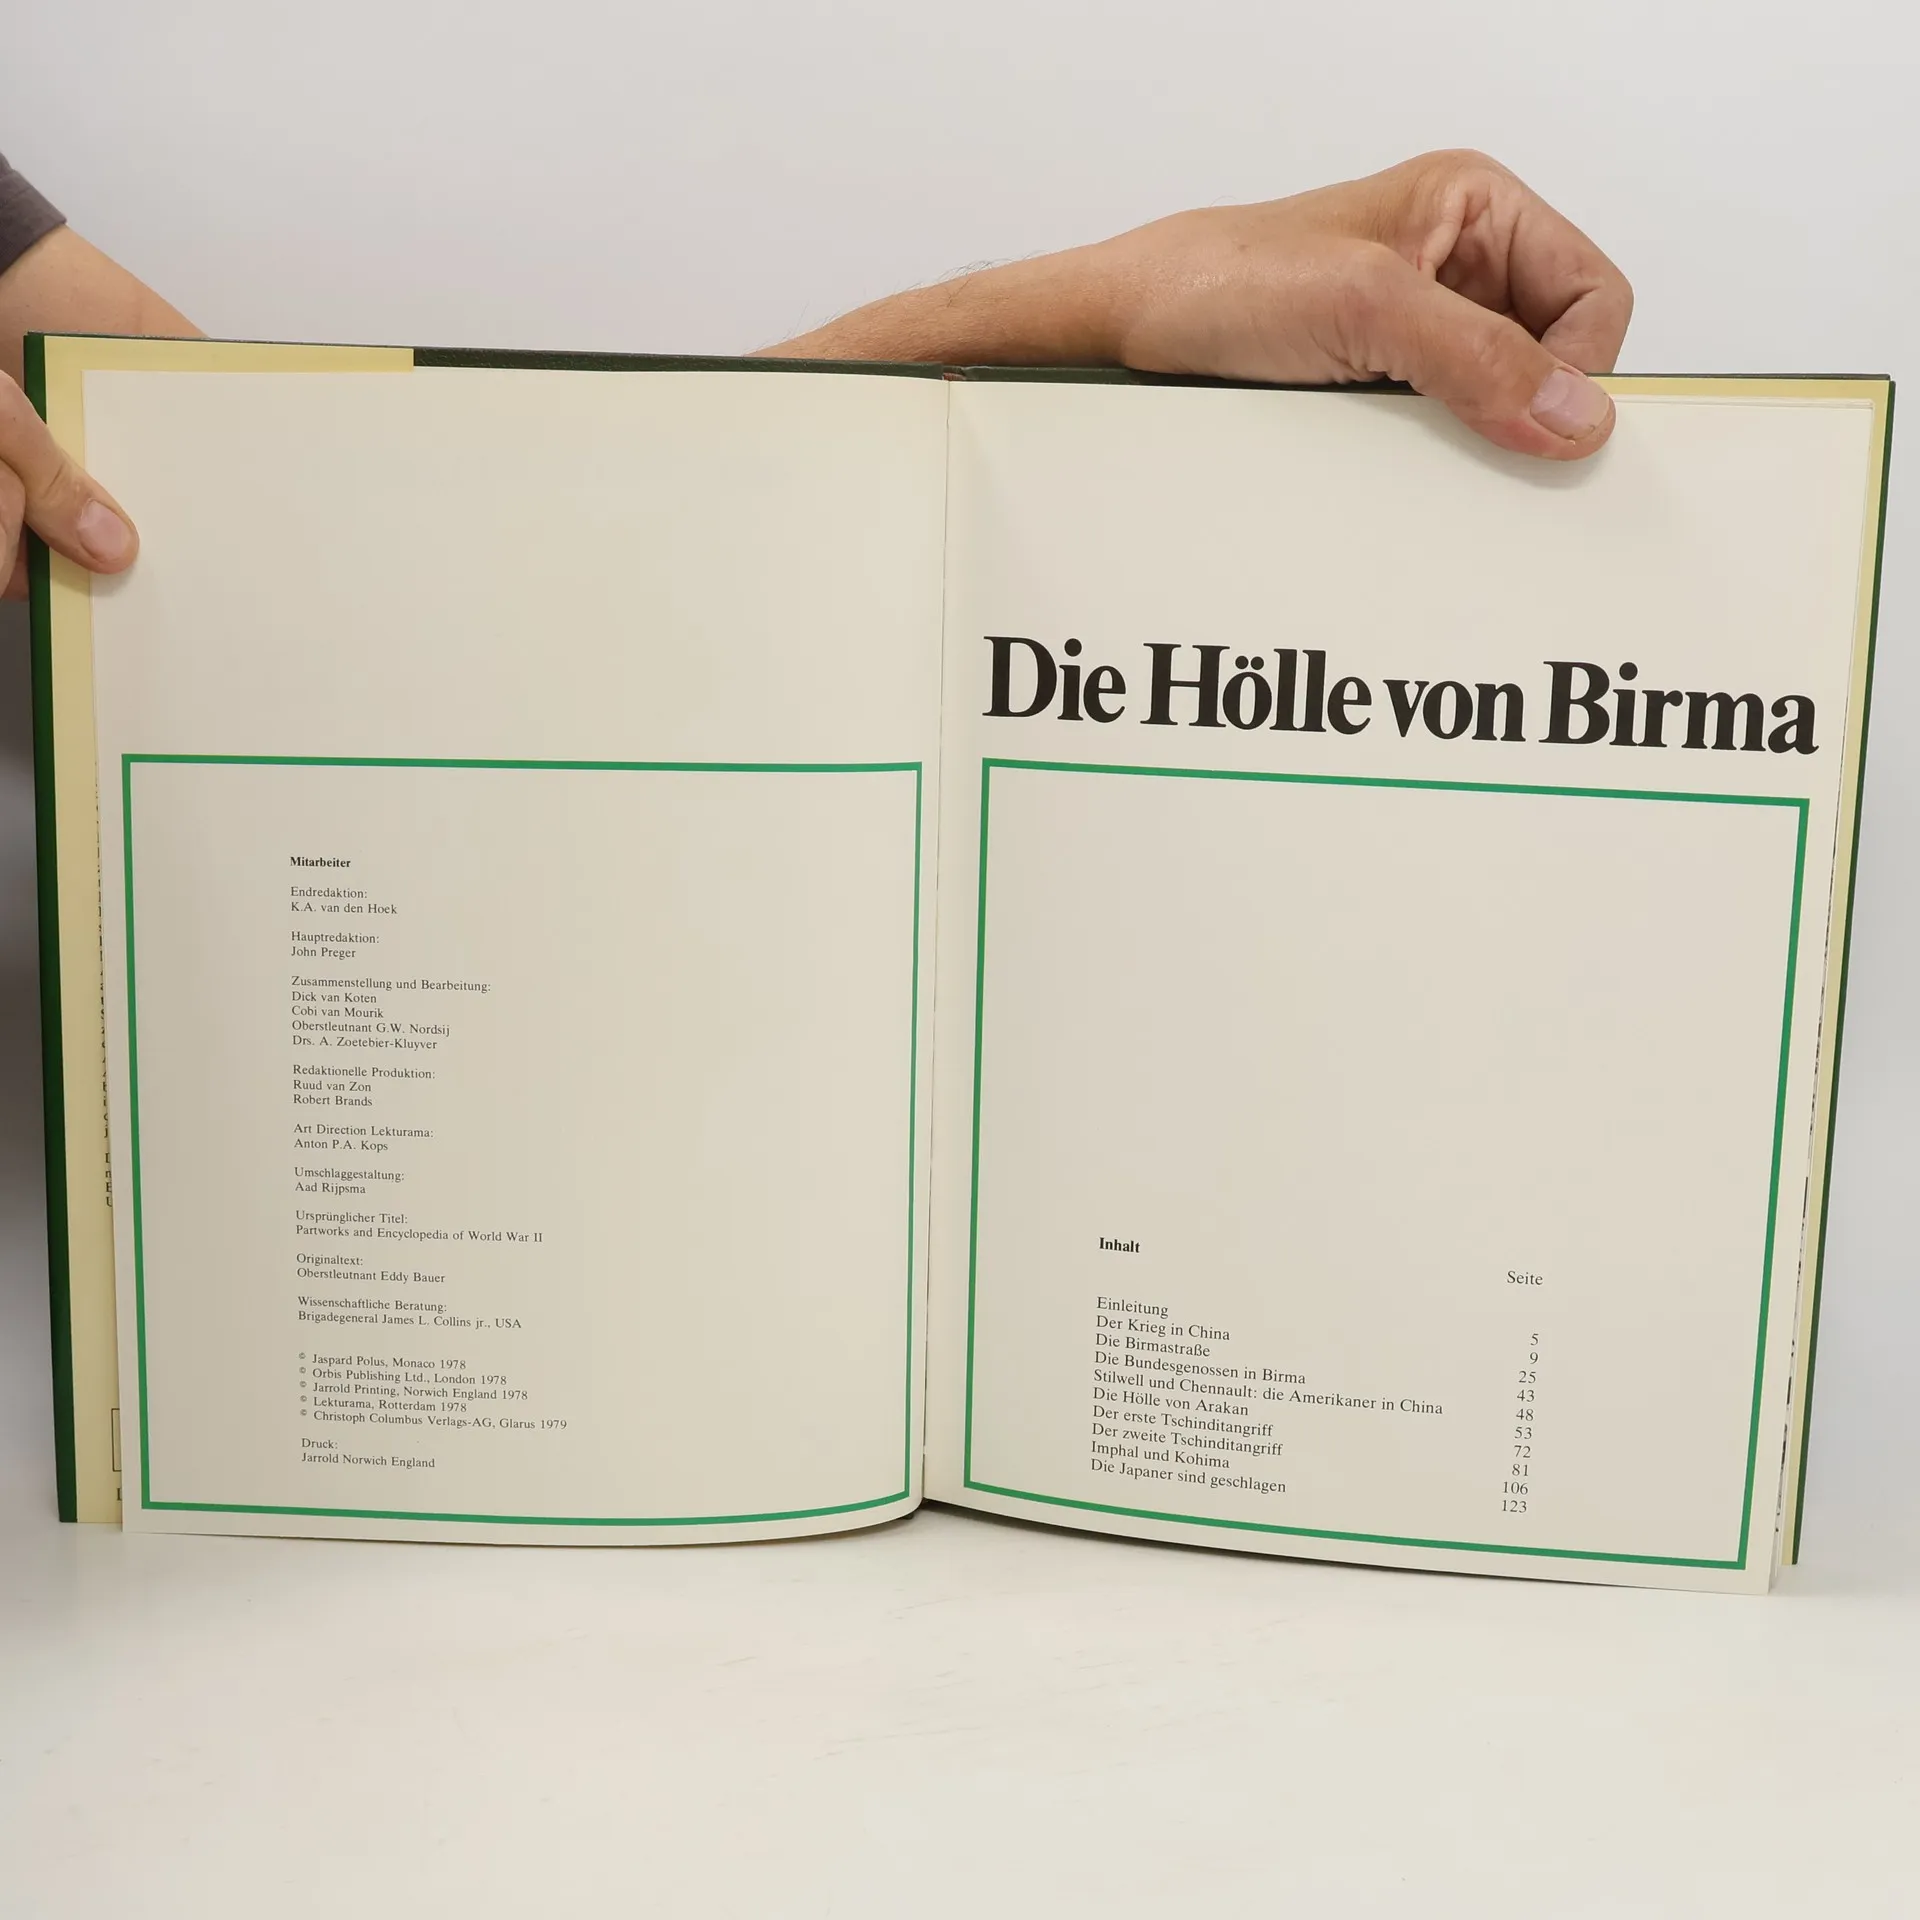 Mitarbeiter
Endredaktion:
K.A. van den Hoek
Hauptredaktion:
John Preger
Zusammenstellung und Bearbeitung:
Dick van Koten
Cobi van Mourik
Oberstleutnant G.W. Nordsij
Drs. A. Zoetebier-Kluyver
Redaktionelle Produktion:
Ruud van Zon
Robert Brands
Art Direction Lekturama:
Anton P.A. Kops
Umschlaggestaltung:
Aad Rijpsma
Ursprünglicher Titel:
Partworks and Encyclopedia of World War II
Originaltext:
Oberstleutnant Eddy Bauer
Wissenschaftliche Beratung:
Brigadegeneral James L. Collins jr., USA
© Jaspard Polus, Monaco 1978
© Orbis Publishing Ltd., London 1978
© Jarrold Printing, Norwich England 1978
© Lekturama, Rotterdam 1978
© Christoph Columbus Verlags-AG, Glarus 1979
Druck:
Jarrold Norwich England
Die Hölle von Birma
Inhalt
Seite
Einleitung 5
Der Krieg in China 9
Die Birmastraße 25
Die Bundesgenossen in Birma 43
Stilwell und Chennault: die Amerikaner in China 48
Die Hölle von Arakan 53
Der erste Tschinditangriff 72
Der zweite Tschinditangriff 81
Imphal und Kohima 106
Die Japaner sind geschlagen 123